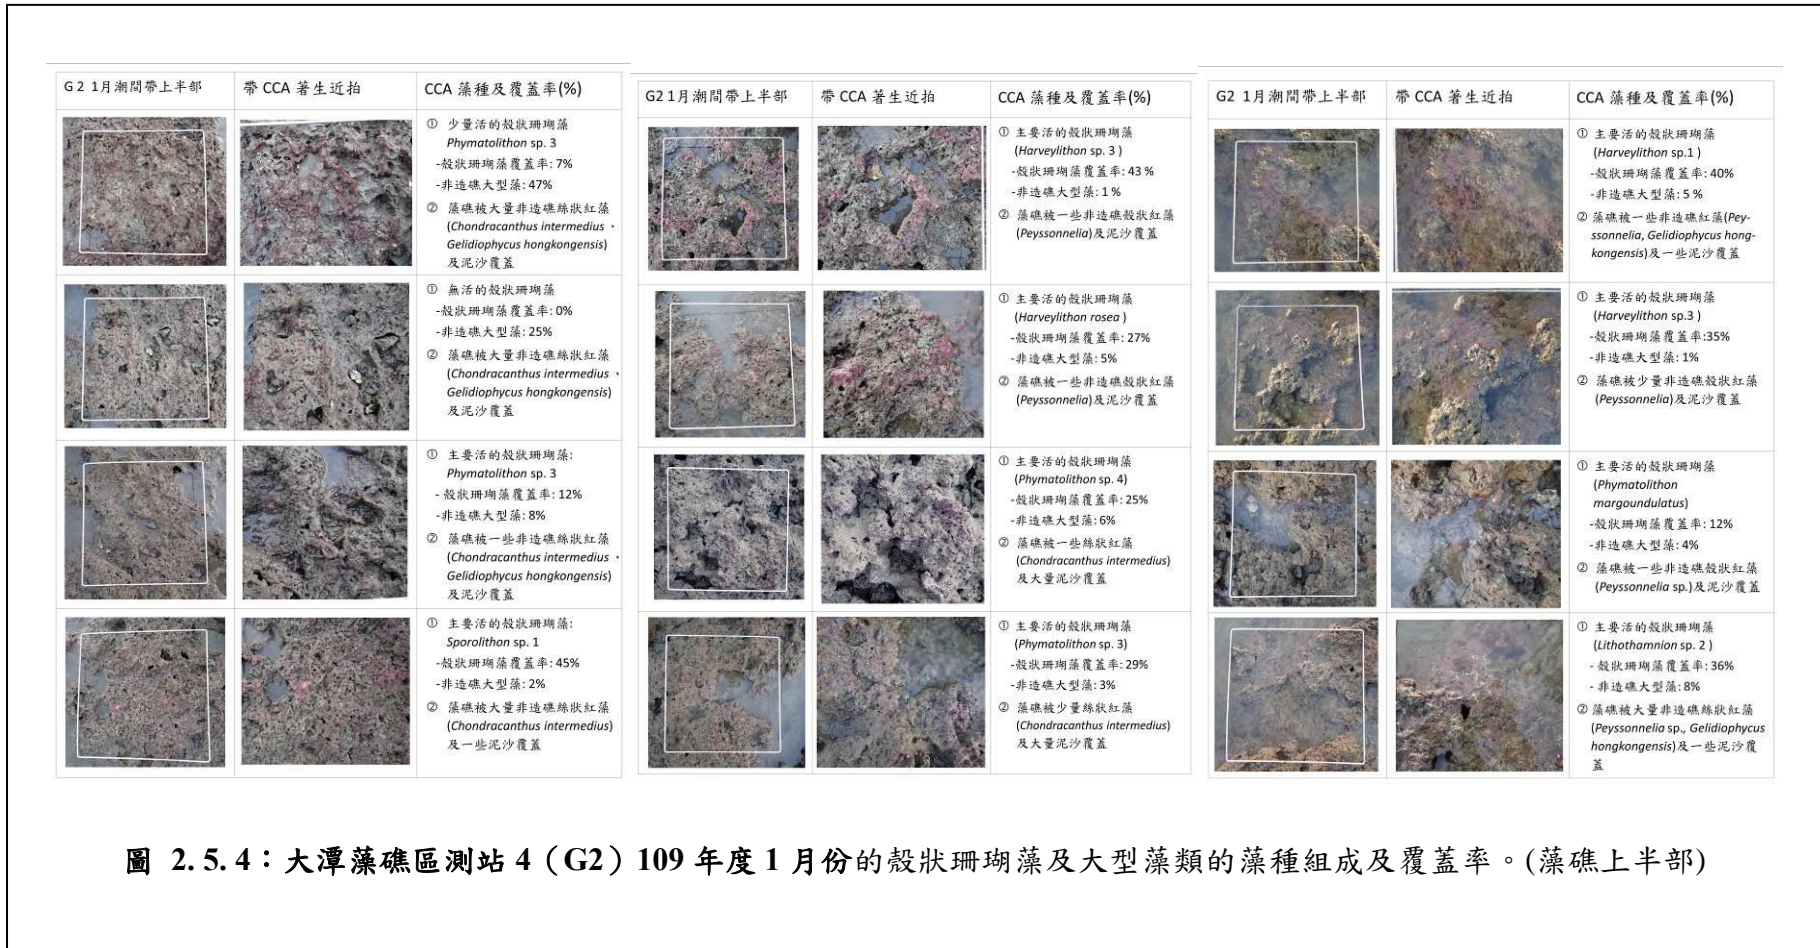 G 2 1月潮間帶上半部
帶 CCA 著生近拍
CCA 藻種及覆蓋率(%)
① 少量活的殼狀珊瑚藻
Phymatolithon sp. 3
-殼狀珊瑚藻覆蓋率: 7%
-非造礁大型藻: 47%
② 藻礁被大量非造礁絲狀紅藻
(Chondracanthus intermedius、
Gelidiophycus hongkongensis)
及泥沙覆蓋
① 無活的殼狀珊瑚藻
-殼狀珊瑚藻覆蓋率: 0%
-非造礁大型藻: 25%
② 藻礁被大量非造礁絲狀紅藻
(Chondracanthus intermedius、
Gelidiophycus hongkongensis)
及泥沙覆蓋
① 主要活的殼狀珊瑚藻:
Phymatolithon sp. 3
- 殼狀珊瑚藻覆蓋率: 12%
-非造礁大型藻: 8%
② 藻礁被一些非造礁絲狀紅藻
(Chondracanthus intermedius、
Gelidiophycus hongkongensis)
及泥沙覆蓋
① 主要活的殼狀珊瑚藻:
Sporolithon sp. 1
-殼狀珊瑚藻覆蓋率: 45%
-非造礁大型藻: 2%
② 藻礁被大量非造礁絲狀紅藻
(Chondracanthus intermedius)
及一些泥沙覆蓋
G2 1月潮間帶上半部
帶 CCA 著生近拍
CCA 藻種及覆蓋率(%)
① 主要活的殼狀珊瑚藻
(Harveylithon sp. 3 )
-殼狀珊瑚藻覆蓋率: 43 %
-非造礁大型藻: 1 %
② 藻礁被一些非造礁殼狀紅藻
(Peyssonnelia)及泥沙覆蓋
① 主要活的殼狀珊瑚藻
(Harveylithon rosea )
-殼狀珊瑚藻覆蓋率: 27%
-非造礁大型藻: 5%
② 藻礁被一些非造礁殼狀紅藻
(Peyssonnelia)及泥沙覆蓋
① 主要活的殼狀珊瑚藻
(Phymatolithon sp. 4)
-殼狀珊瑚藻覆蓋率: 25%
-非造礁大型藻: 6%
② 藻礁被一些絲狀紅藻
(Chondracanthus intermedius)
及大量泥沙覆蓋
① 主要活的殼狀珊瑚藻
(Phymatolithon sp. 3)
-殼狀珊瑚藻覆蓋率: 29%
-非造礁大型藻: 3%
② 藻礁被少量絲狀紅藻
(Chondracanthus intermedius)
及大量泥沙覆蓋
G2 1月潮間帶上半部
帶 CCA 著生近拍
CCA 藻種及覆蓋率(%)
① 主要活的殼狀珊瑚藻
(Harveylithon sp.1 )
-殼狀珊瑚藻覆蓋率: 40%
-非造礁大型藻: 5 %
② 藻礁被一些非造礁紅藻(Pey-
ssonnelia, Gelidiophycus hong-
kongensis)及一些泥沙覆蓋
① 主要活的殼狀珊瑚藻
(Harveylithon sp.3 )
-殼狀珊瑚藻覆蓋率:35%
-非造礁大型藻: 1%
② 藻礁被少量非造礁殼狀紅藻
(Peyssonnelia)及泥沙覆蓋
① 主要活的殼狀珊瑚藻
(Phymatolithon
margoundulatus)
-殼狀珊瑚藻覆蓋率: 12%
-非造礁大型藻: 4%
② 藻礁被一些非造礁殼狀紅藻
(Peyssonnelia sp.)及泥沙覆蓋
① 主要活的殼狀珊瑚藻
(Lithothamnion sp. 2 )
- 殼狀珊瑚藻覆蓋率: 36%
- 非造礁大型藻: 8%
② 藻礁被大量非造礁絲狀紅藻
(Peyssonnelia sp., Gelidiophycus
hongkongensis)及一些泥沙覆
蓋
圖 2.5.4：大潭藻礁區測站 4（G2）109 年度 1 月份的殼狀珊瑚藻及大型藻類的藻種組成及覆蓋率。(藻礁上半部)